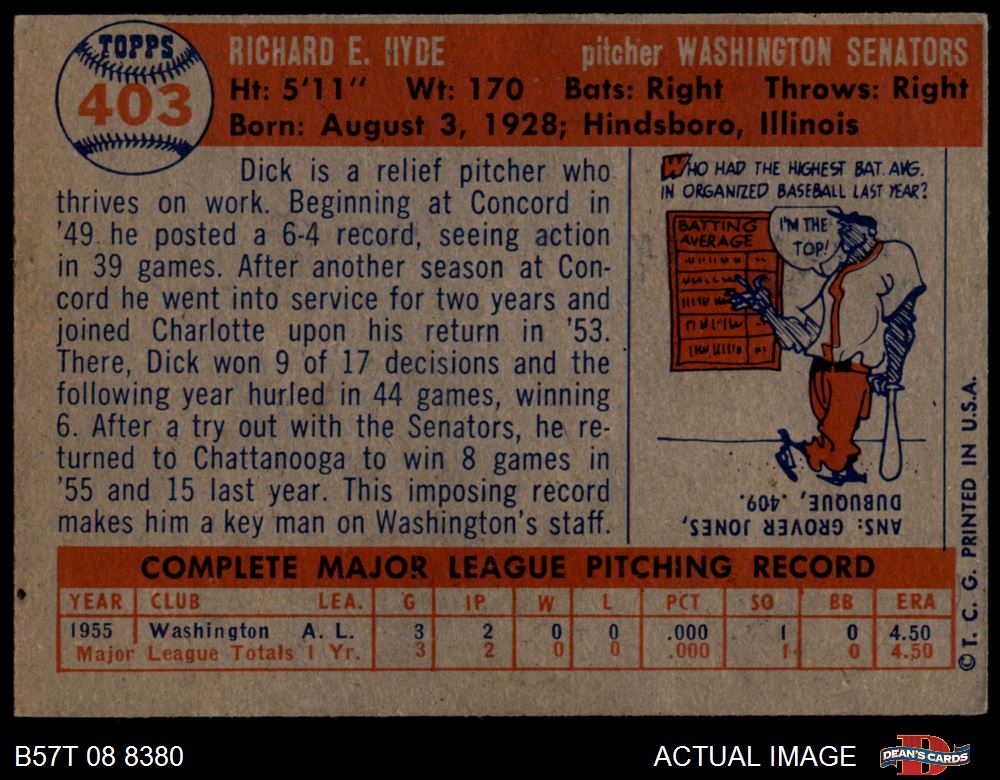 TOPPS
403
RICHARD E. HYDE pitcher WASHINGTON SENATORS
Ht: 5'11" Wt: 170 Bats: Right Throws: Right
Born: August 3, 1928; Hindsboro, Illinois
Dick is a relief pitcher who
thrives on work. Beginning at Concord in
'49 he posted a 6-4 record, seeing action
in 39 games. After another season at Con-
cord he went into service for two years and
joined Charlotte upon his return in '53.
There, Dick won 9 of 17 decisions and the
following year hurled in 44 games, winning
6. After a try out with the Senators, he re-
turned to Chattanooga to win 8 games in
'55 and 15 last year. This imposing record
makes him a key man on Washington's staff.
WHO HAD THE HIGHEST BAT. AVG.
IN ORGANIZED BASEBALL LAST YEAR?
BATTING
AVERAGE
I'M THE
TOP!
ANS: GROVER JONES,
DUBUQUE, .409.
© T. C. G. PRINTED IN U.S.A.
COMPLETE MAJOR LEAGUE PITCHING RECORD
YEAR CLUB LEA. G IP W L PCT SO BB ERA
1955 Washington A. L. 3 2 0 0 .000 1 0 4.50
Major League Totals 1 Yr. 3 2 0 0 .000 1 0 4.50
B57T 08 8380 ACTUAL IMAGE DEAN'S CARDS